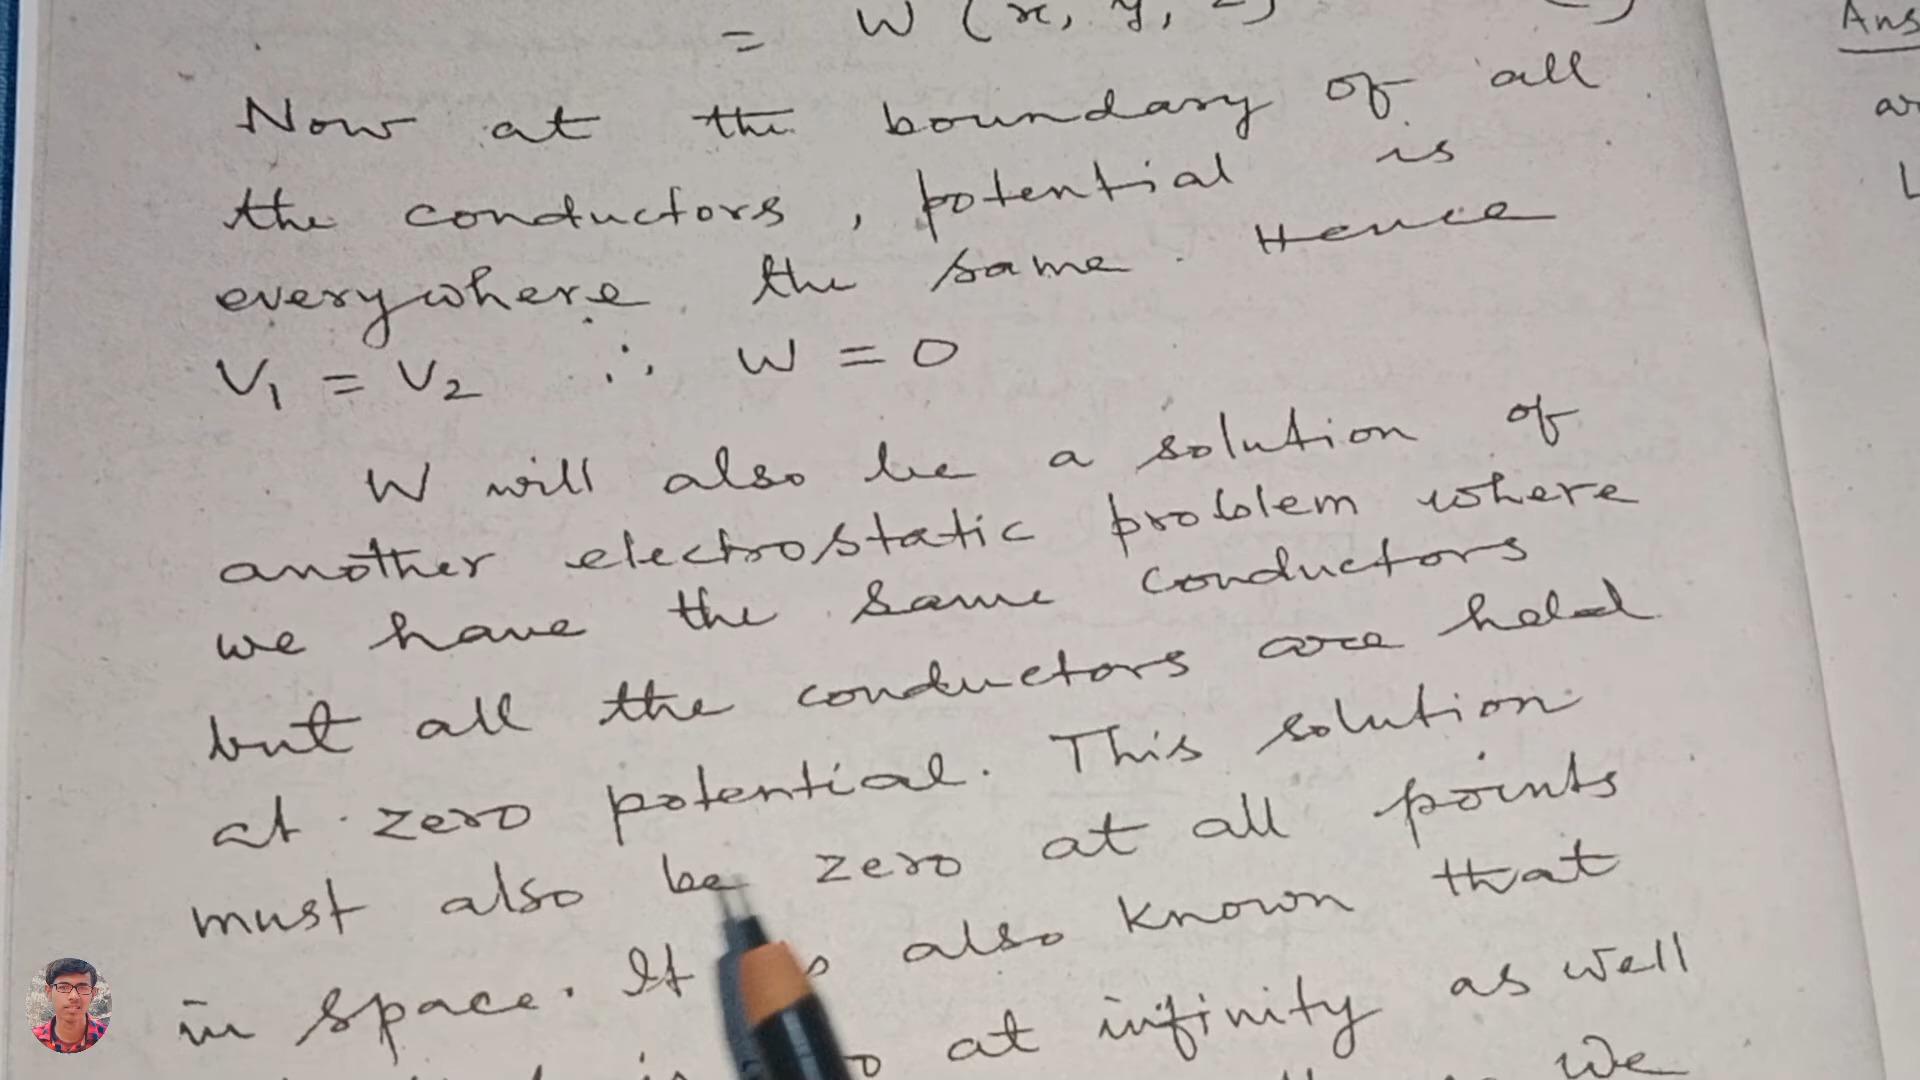 = W (x, y, z)
Now at the boundary of all
the conductors, potential is
everywhere the same. Hence
V₁ = V₂ ∴ W = 0
W will also be a solution of
another electrostatic problem where
we have the same conductors
but all the conductors are held
at zero potential. This solution
must also be zero at all points
in space. It also known that
at infinity as well
we
Ans